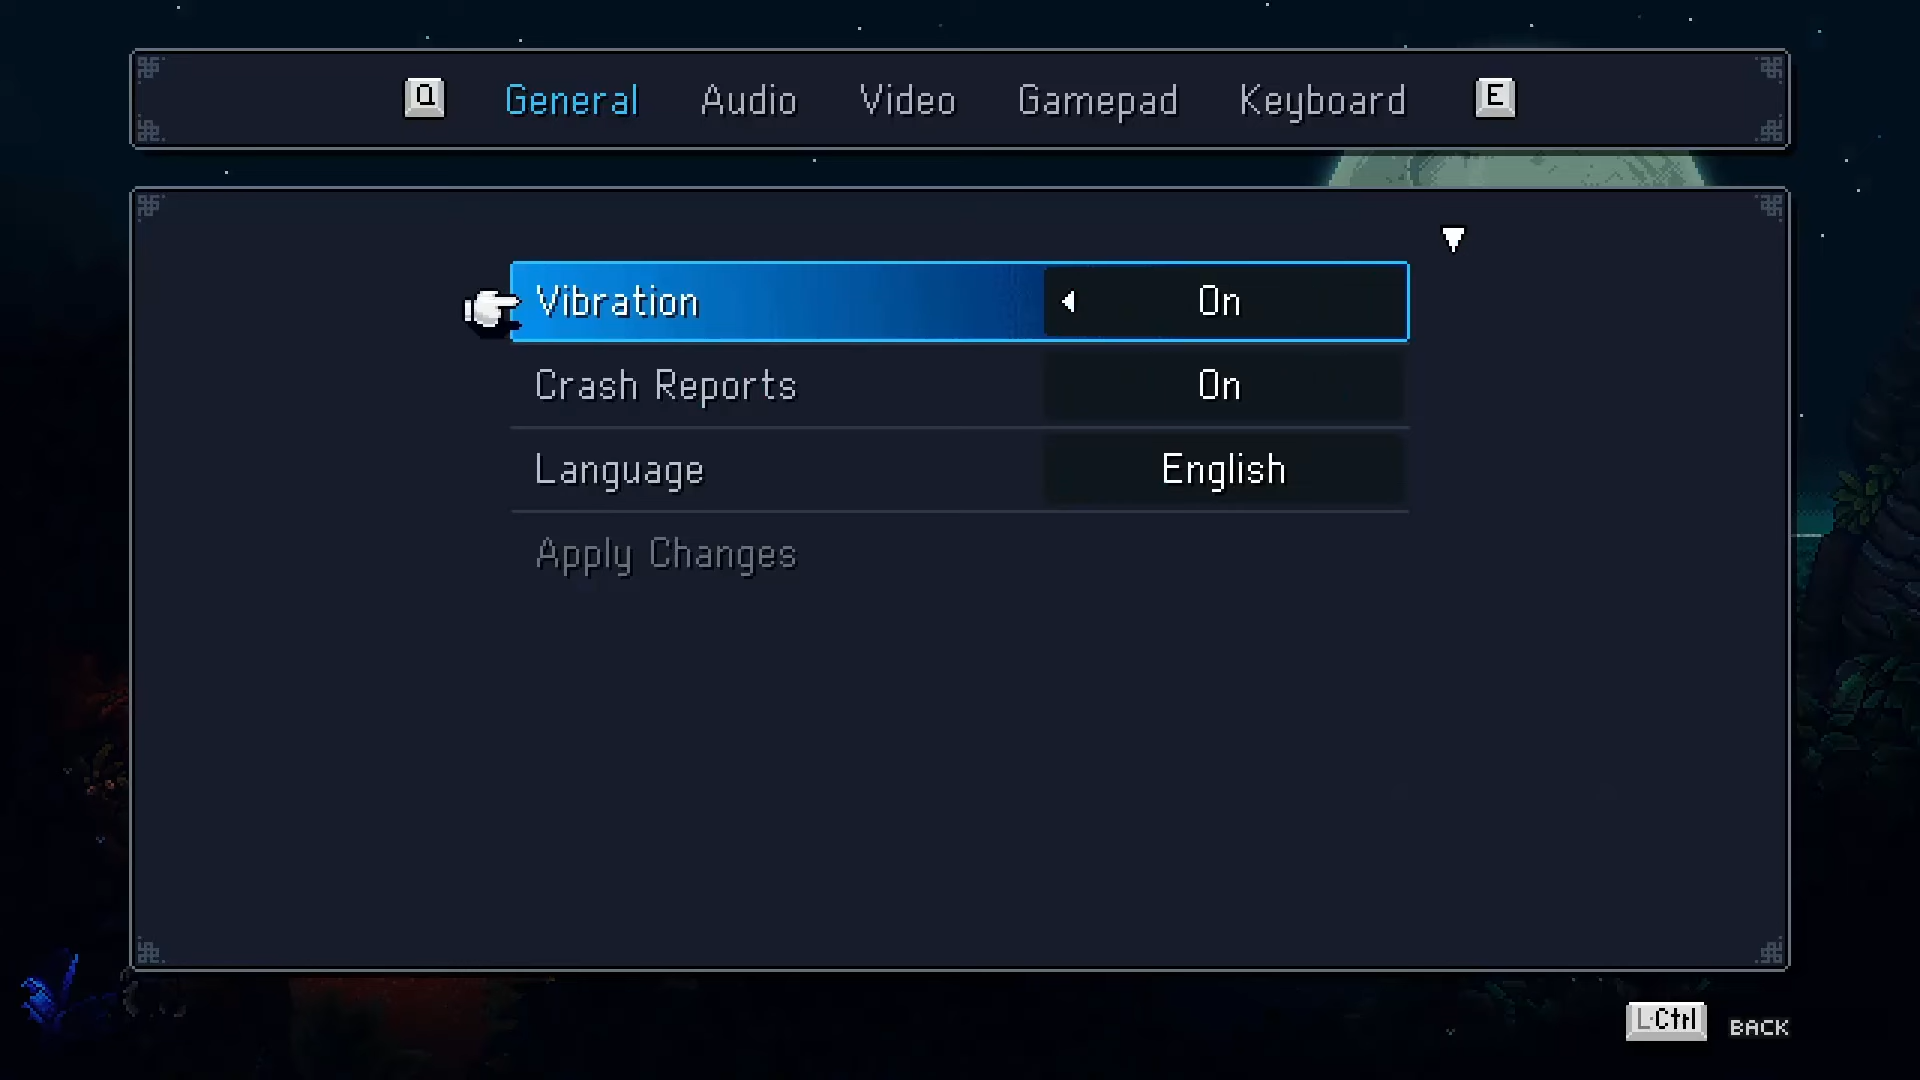 Q General Audio Video Gamepad Keyboard E
Vibration On
Crash Reports On
Language English
Apply Changes
L-Ctrl BACK